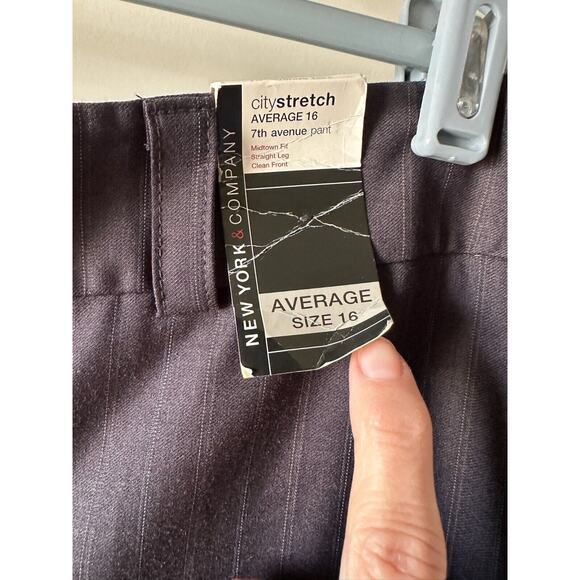 citystretch
AVERAGE 16
7th avenue pant
Midtown Fit
Straight Leg
Clean Front
NEW YORK & COMPANY
AVERAGE
SIZE 16